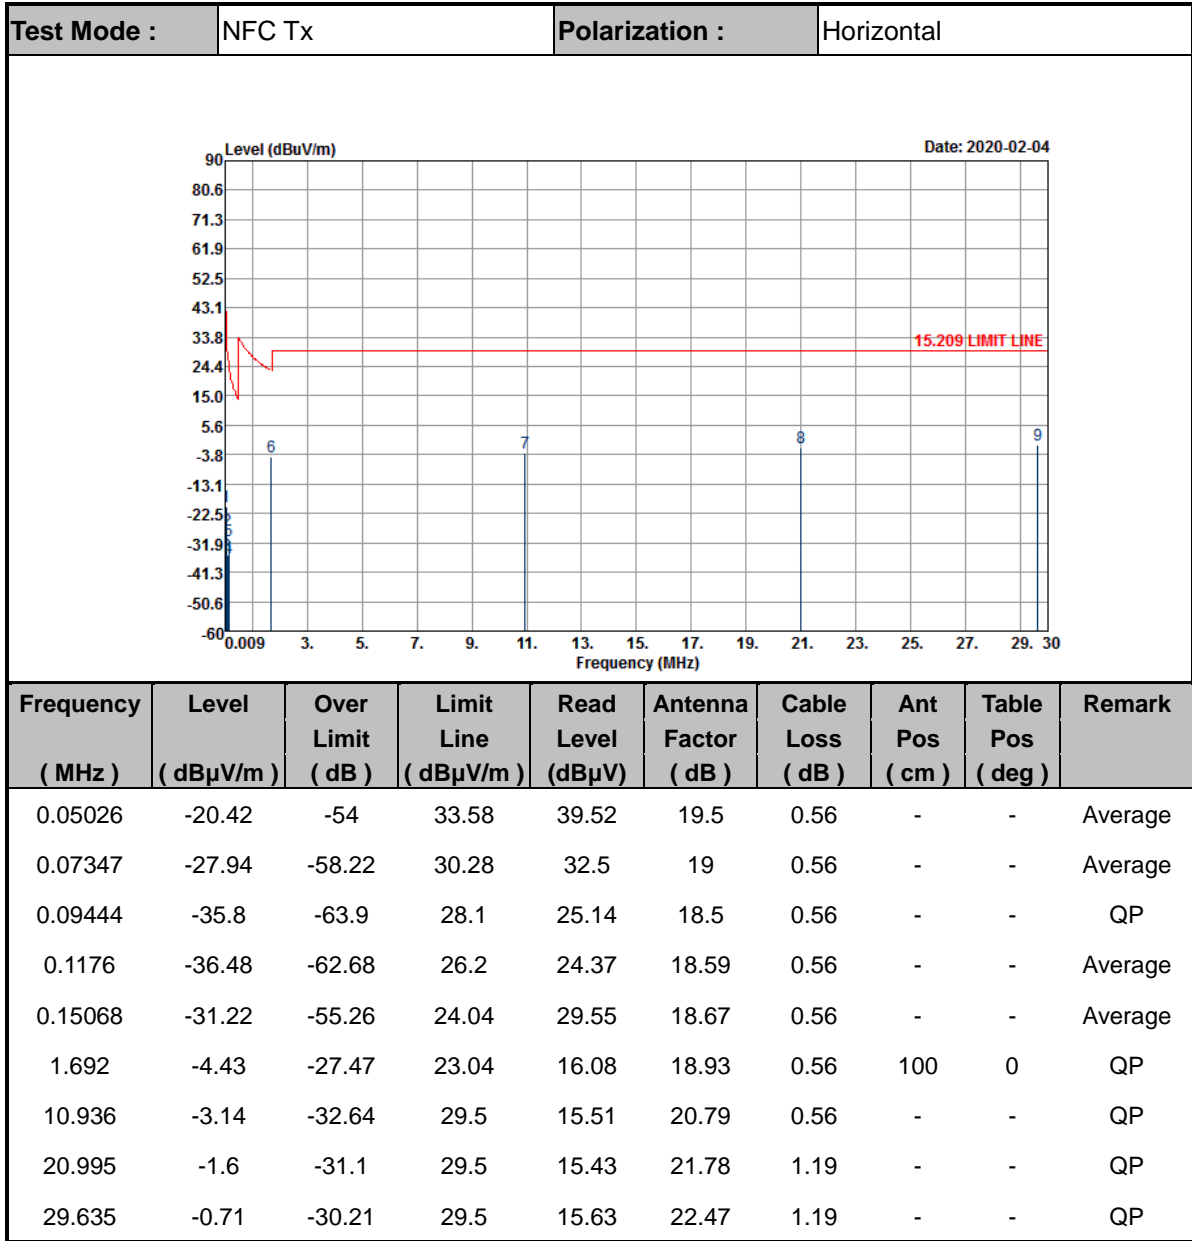 Test Mode : NFC Tx Polarization : Horizontal
Level (dBuV/m) Date: 2020-02-04
90
80.6
71.3
61.9
52.5
43.1
33.8
15.209 LIMIT LINE
24.4
15.0
5.6
6 7 8 9
-3.8
-13.1
1
-22.5
2
5
-31.9
4
-41.3
-50.6
-60
0.009 3. 5. 7. 9. 11. 13. 15. 17. 19. 21. 23. 25. 27. 29. 30
Frequency (MHz)
Frequency Level Over Limit Read Antenna Cable Ant Table Remark
Limit Line Level Factor Loss Pos Pos
( MHz ) ( dBµV/m ) ( dB ) ( dBµV/m ) (dBµV) ( dB ) ( dB ) ( cm ) ( deg )
0.05026 -20.42 -54 33.58 39.52 19.5 0.56 - - Average
0.07347 -27.94 -58.22 30.28 32.5 19 0.56 - - Average
0.09444 -35.8 -63.9 28.1 25.14 18.5 0.56 - - QP
0.1176 -36.48 -62.68 26.2 24.37 18.59 0.56 - - Average
0.15068 -31.22 -55.26 24.04 29.55 18.67 0.56 - - Average
1.692 -4.43 -27.47 23.04 16.08 18.93 0.56 100 0 QP
10.936 -3.14 -32.64 29.5 15.51 20.79 0.56 - - QP
20.995 -1.6 -31.1 29.5 15.43 21.78 1.19 - - QP
29.635 -0.71 -30.21 29.5 15.63 22.47 1.19 - - QP